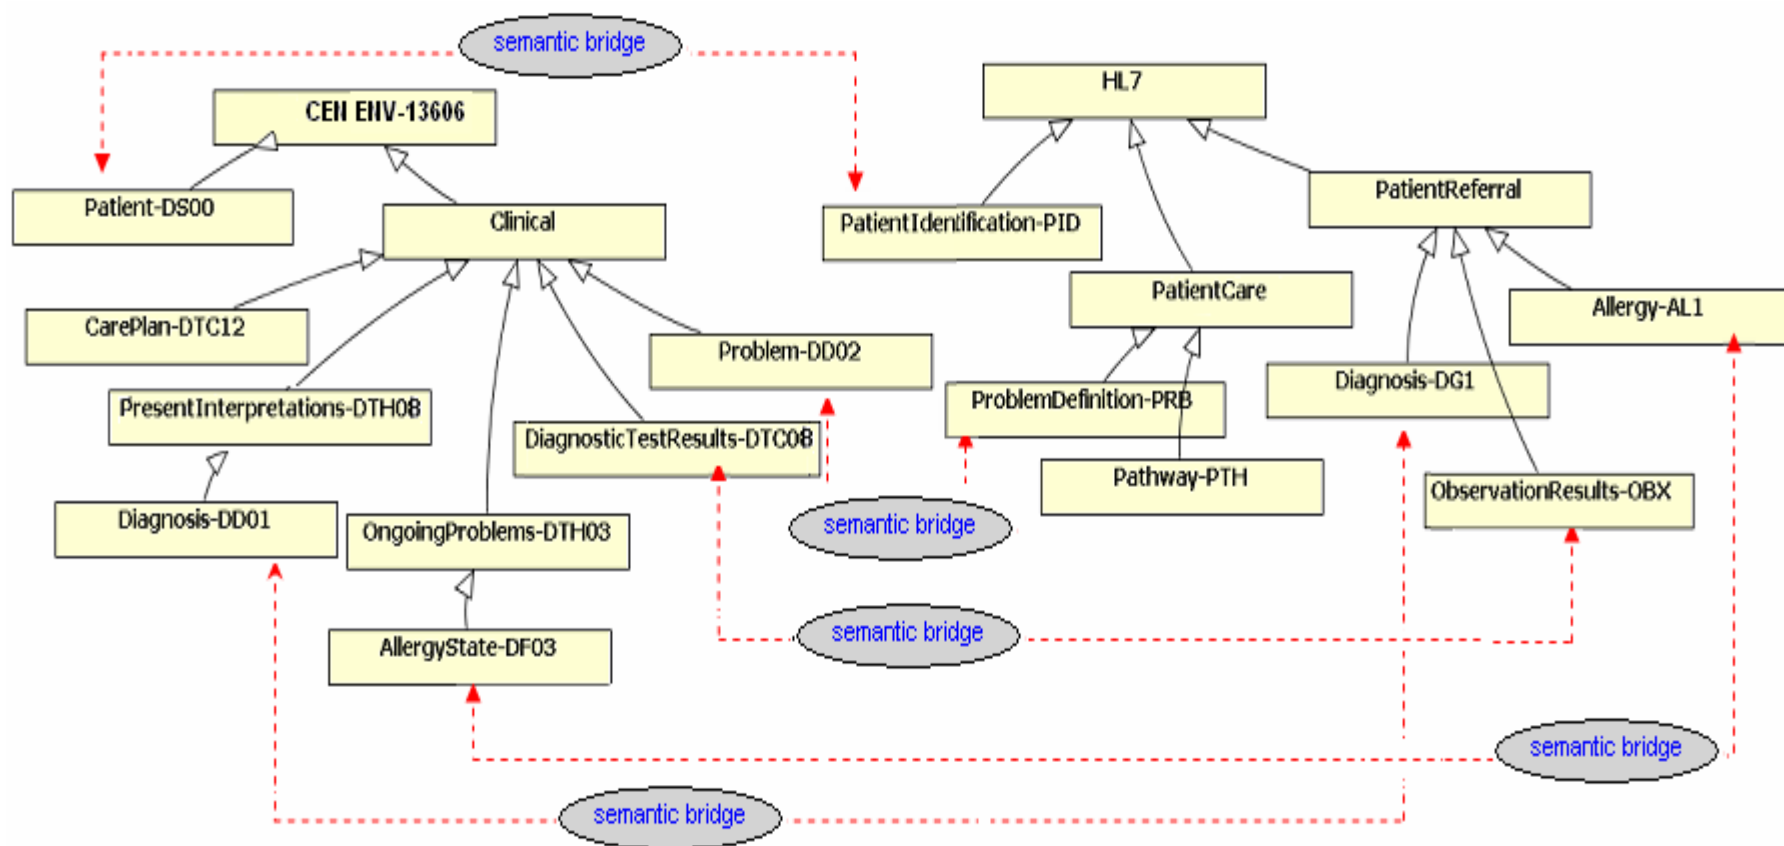 semantic bridge
HL7
CEN ENV-13606
Patient-DS00
PatientReferral
Clinical
PatientIdentification-PID
PatientCare
Allergy-AL1
CarePlan-DTC12
Problem-DD02
Diagnosis-DG1
PresentInterpretations-DTH08
ProblemDefinition-PRB
DiagnosticTestResults-DTC08
Pathway-PTH
ObservationResults-OBX
Diagnosis-DD01
OngoingProblems-DTH03
semantic bridge
semantic bridge
AllergyState-DF03
semantic bridge
semantic bridge